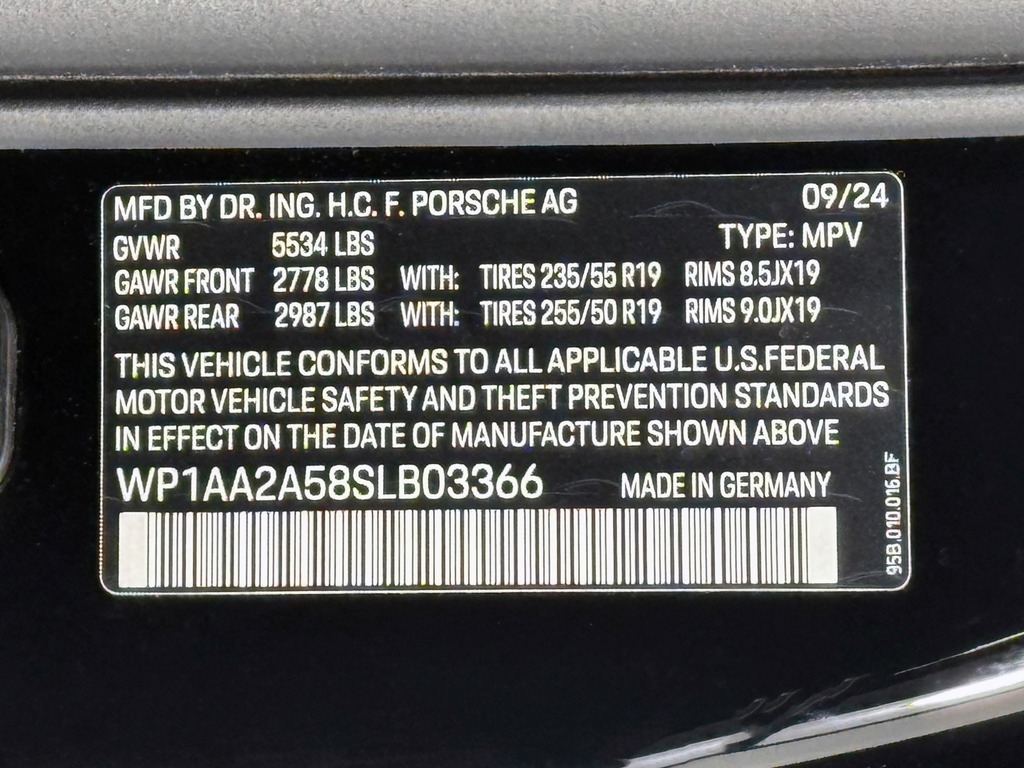 MFD BY DR. ING. H.C. F. PORSCHE AG 09/24
GVWR 5534 LBS TYPE: MPV
GAWR FRONT 2778 LBS WITH: TIRES 235/55 R19 RIMS 8.5JX19
GAWR REAR 2987 LBS WITH: TIRES 255/50 R19 RIMS 9.0JX19
THIS VEHICLE CONFORMS TO ALL APPLICABLE U.S.FEDERAL
MOTOR VEHICLE SAFETY AND THEFT PREVENTION STANDARDS
IN EFFECT ON THE DATE OF MANUFACTURE SHOWN ABOVE
WP1AA2A58SLB03366 MADE IN GERMANY
95B.010.016.BF